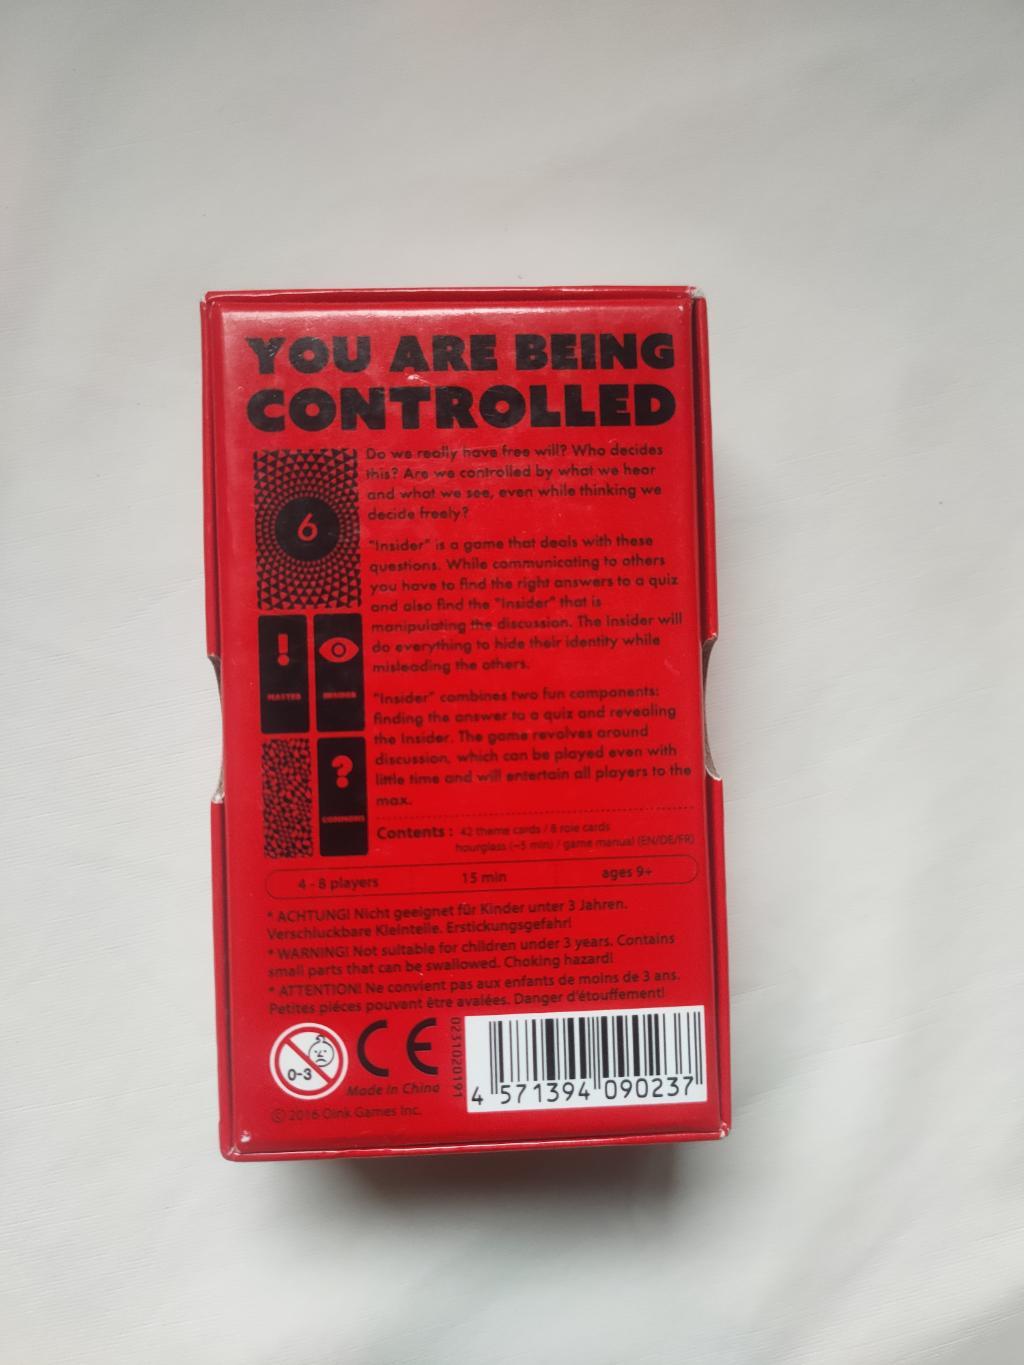 YOU ARE BEING
CONTROLLED
Do we really have free will? Who decides
this? Are we controlled by what we hear
and what we see, even while thinking we
decide freely?
"Insider" is a game that deals with these
questions. While communicating to others
you have to find the right answers to a quiz
and also find the "Insider" that is
manipulating the discussion. The Insider will
do everything to hide their identity while
misleading the others.
"Insider" combines two fun components:
finding the answer to a quiz and revealing
the Insider. The game revolves around
discussion, which can be played even with
little time and will entertain all players to the
max.
6
!
MASTER
INSIDER
?
COMMONS
Contents : 42 theme cards / 8 role cards
hourglass (~5 min) / game manual (EN/DE/FR)
4 - 8 players 15 min ages 9+
* ACHTUNG! Nicht geeignet für Kinder unter 3 Jahren.
Verschluckbare Kleinteile. Erstickungsgefahr!
* WARNING! Not suitable for children under 3 years. Contains
small parts that can be swallowed. Choking hazard!
* ATTENTION! Ne convient pas aux enfants de moins de 3 ans.
Petites piéces pouvant être avalées. Danger d'étouffement!
0-3
CE
Made in China
0231020191
4 571394 090237
© 2016 Oink Games Inc.